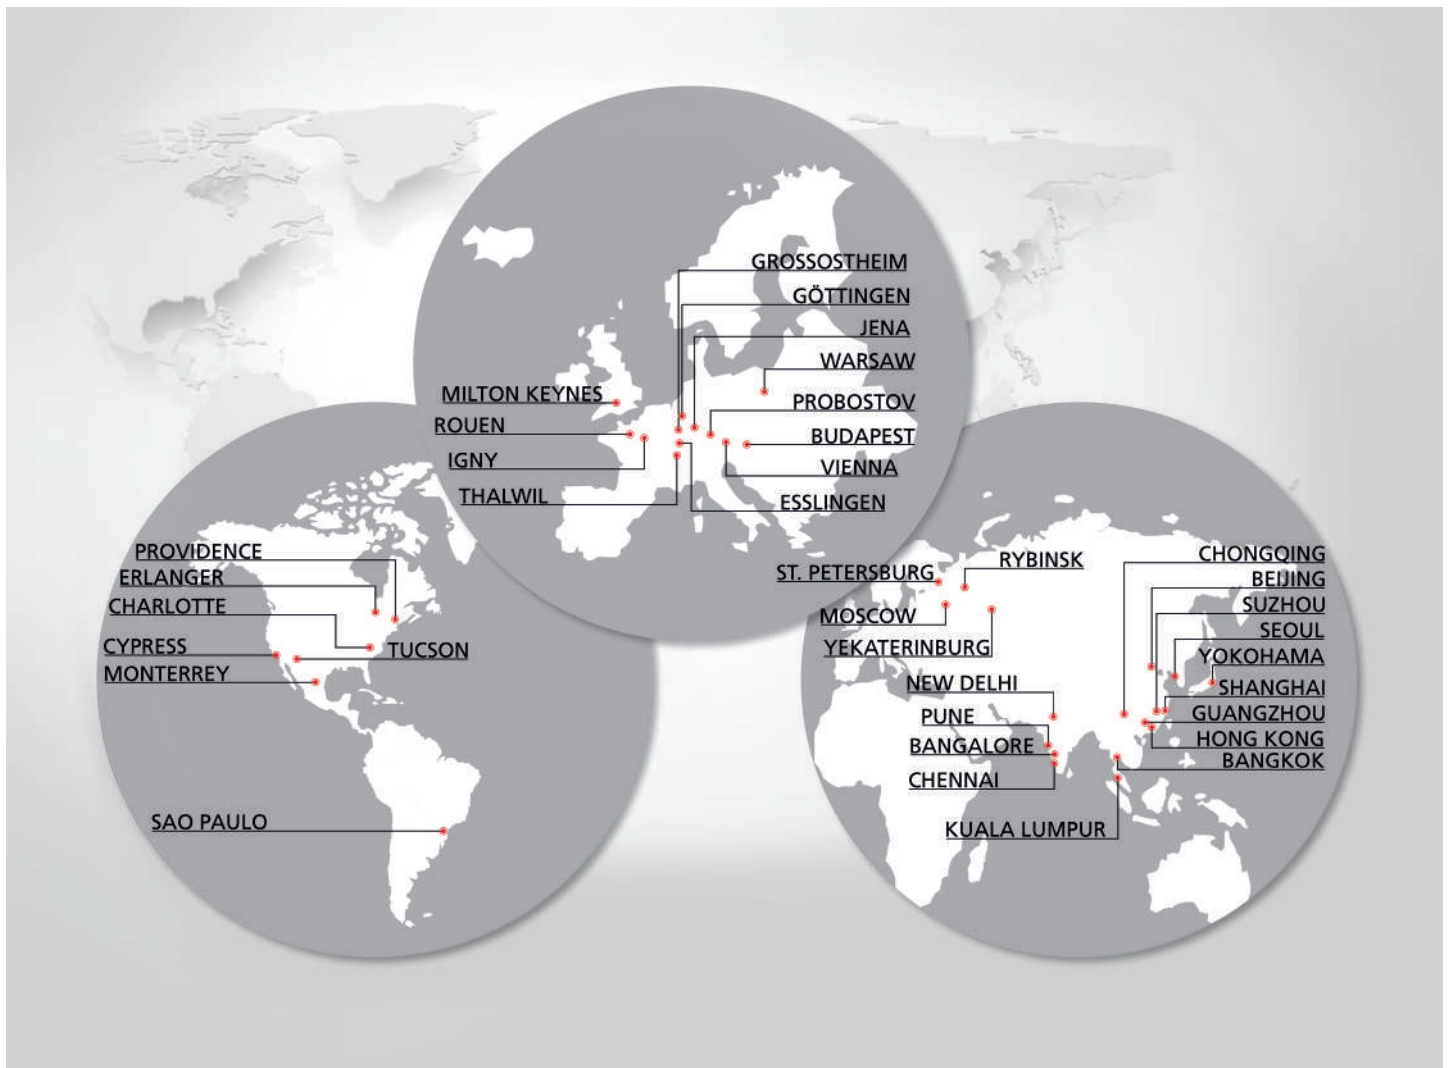 GROSSOSTHEIM
GÖTTINGEN
JENA
WARSAW
MILTON KEYNES
PROBOSTOV
ROUEN
BUDAPEST
IGNY
VIENNA
THALWIL
ESSLINGEN
PROVIDENCE
ERLANGER
CHARLOTTE
CYPRESS
TUCSON
MONTERREY
SAO PAULO
ST. PETERSBURG
RYBINSK
MOSCOW
YEKATERINBURG
NEW DELHI
PUNE
BANGALORE
CHENNAI
KUALA LUMPUR
CHONGQING
BEIJING
SUZHOU
SEOUL
YOKOHAMA
SHANGHAI
GUANGZHOU
HONG KONG
BANGKOK